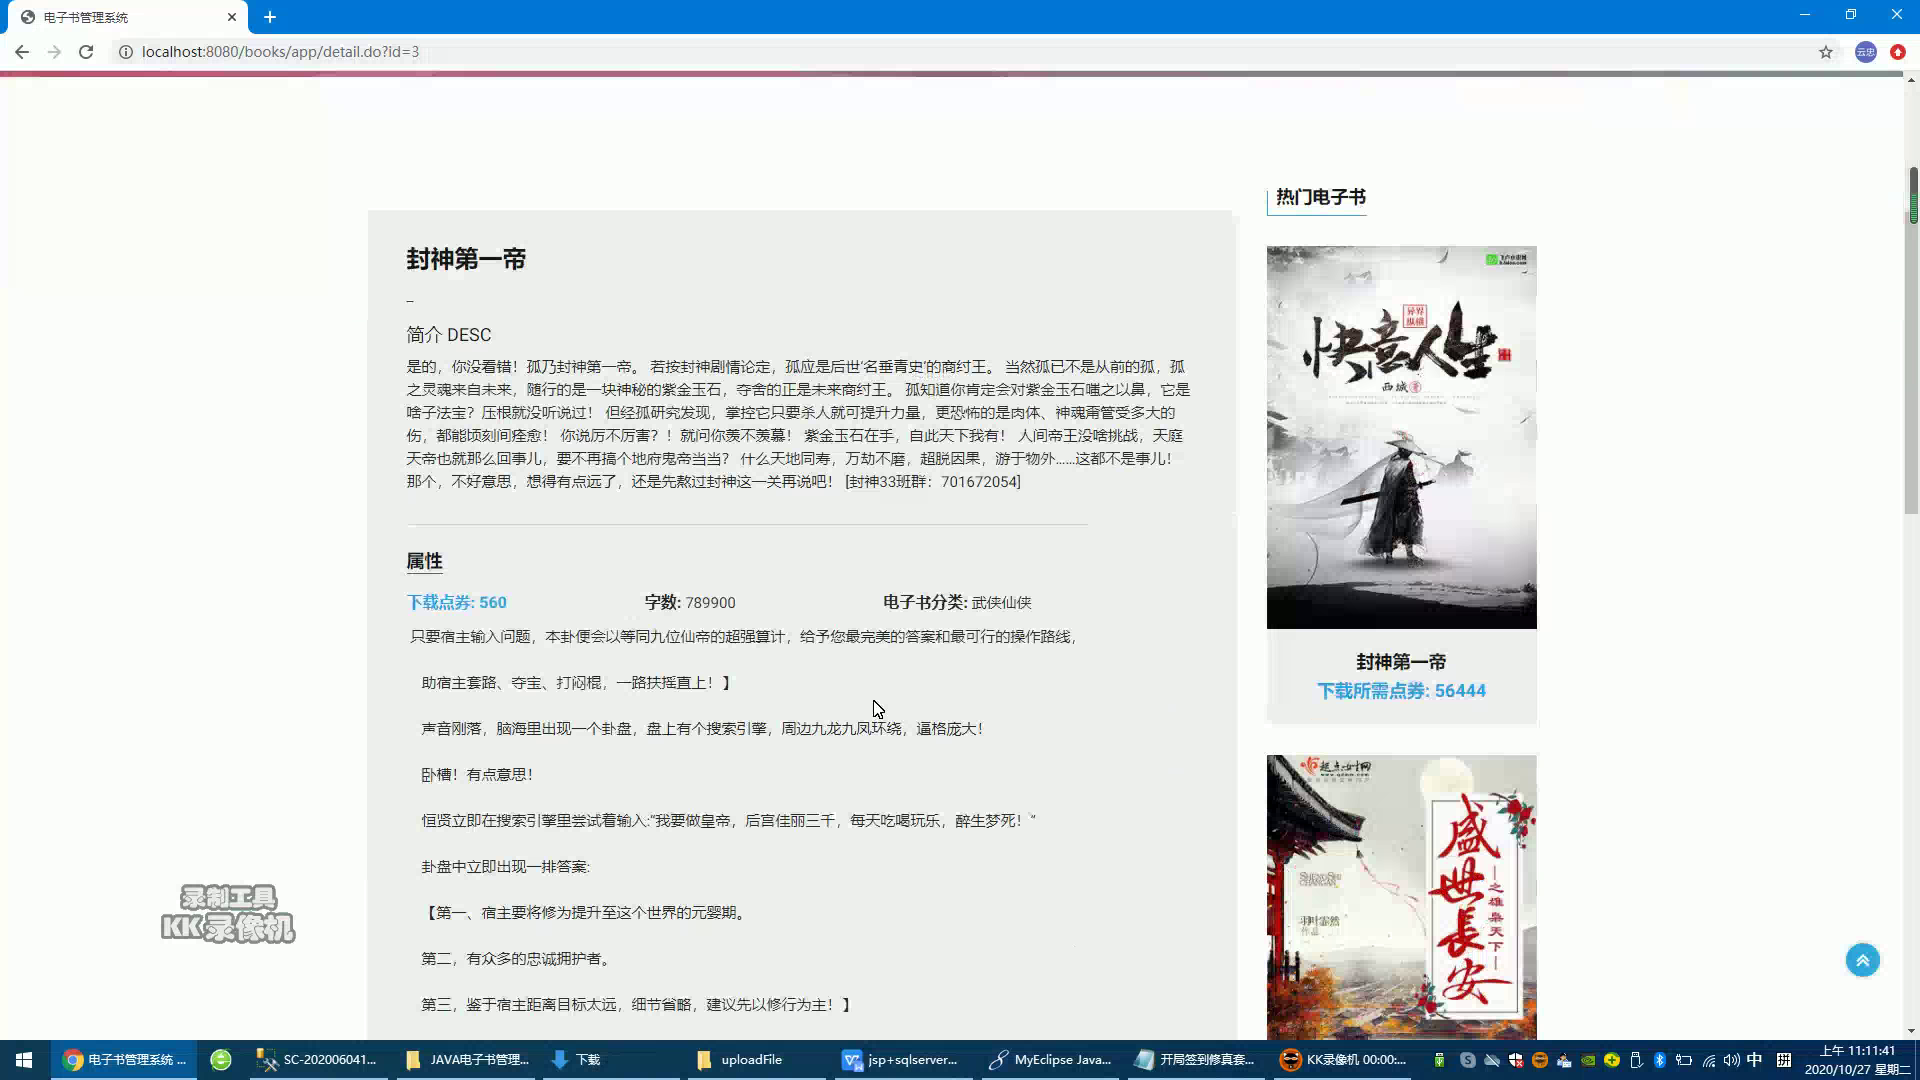 电子书管理系统
localhost:8080/books/app/detail.do?id=3
云忠
热门电子书
封神第一帝
简介 DESC
是的，你没看错！孤乃封神第一帝。 若按封神剧情论定，孤应是后世‘名垂青史’的商纣王。 当然孤已不是从前的孤，孤
之灵魂来自未来，随行的是一块神秘的紫金玉石，夺舍的正是未来商纣王。 孤知道你肯定会对紫金玉石嗤之以鼻，它是
啥子法宝？压根就没听说过！ 但经孤研究发现，掌控它只要杀人就可提升力量，更恐怖的是肉体、神魂甭管受多大的
伤，都能顷刻间痊愈！ 你说厉不厉害？！就问你羡不羡慕！ 紫金玉石在手，自此天下我有！ 人间帝王没啥挑战，天庭
天帝也就那么回事儿，要不再搞个地府鬼帝当当？ 什么天地同寿，万劫不磨，超脱因果，游于物外……这都不是事儿！
那个，不好意思，想得有点远了，还是先熬过封神这一关再说吧！ [封神33班群：701672054]
属性
下载点券: 560
字数: 789900
电子书分类: 武侠仙侠
只要宿主输入问题，本卦便会以等同九位仙帝的超强算计，给予您最完美的答案和最可行的操作路线，
助宿主套路、夺宝、打闷棍，一路扶摇直上！】
声音刚落，脑海里出现一个卦盘，盘上有个搜索引擎，周边九龙九凤环绕，逼格庞大！
卧槽！有点意思！
恒贤立即在搜索引擎里尝试着输入:“我要做皇帝，后宫佳丽三千，每天吃喝玩乐，醉生梦死！”
卦盘中立即出现一排答案:
【第一、宿主要将修为提升至这个世界的元婴期。
第二，有众多的忠诚拥护者。
第三，鉴于宿主距离目标太远，细节省略，建议先以修行为主！】
异界
纵横
快意人生
西城
封神第一帝
下载所需点券: 56444
起点女生网
盛世長安
之雄枭天下
羽叶霏然
作品
录制工具
KK录像机
电子书管理系统 ...
SC-202006041...
JAVA电子书管理...
下载
uploadFile
jsp+sqlserver...
MyEclipse Java...
开局签到修真套...
KK录像机 00:00:...
中
拼
上午 11:11:41
2020/10/27 星期二